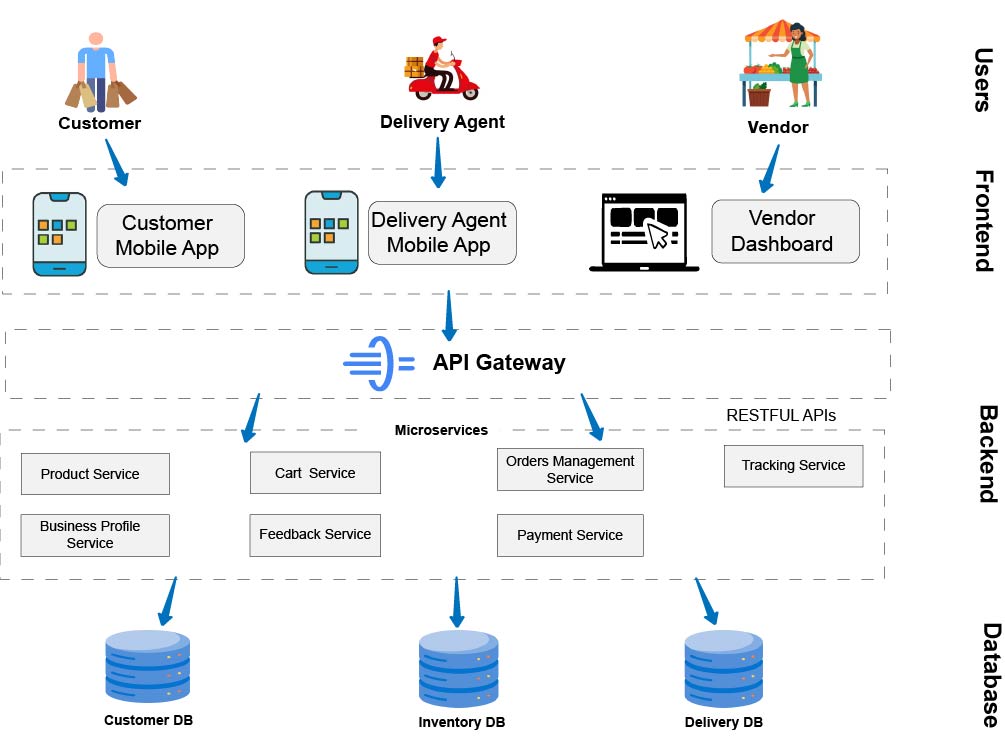 Users
Customer
Delivery Agent
Vendor
Frontend
Customer
Mobile App
Delivery Agent
Mobile App
Vendor
Dashboard
API Gateway
Backend
RESTFUL APIs
Microservices
Product Service
Cart Service
Orders Management
Service
Tracking Service
Business Profile
Service
Feedback Service
Payment Service
Database
Customer DB
Inventory DB
Delivery DB